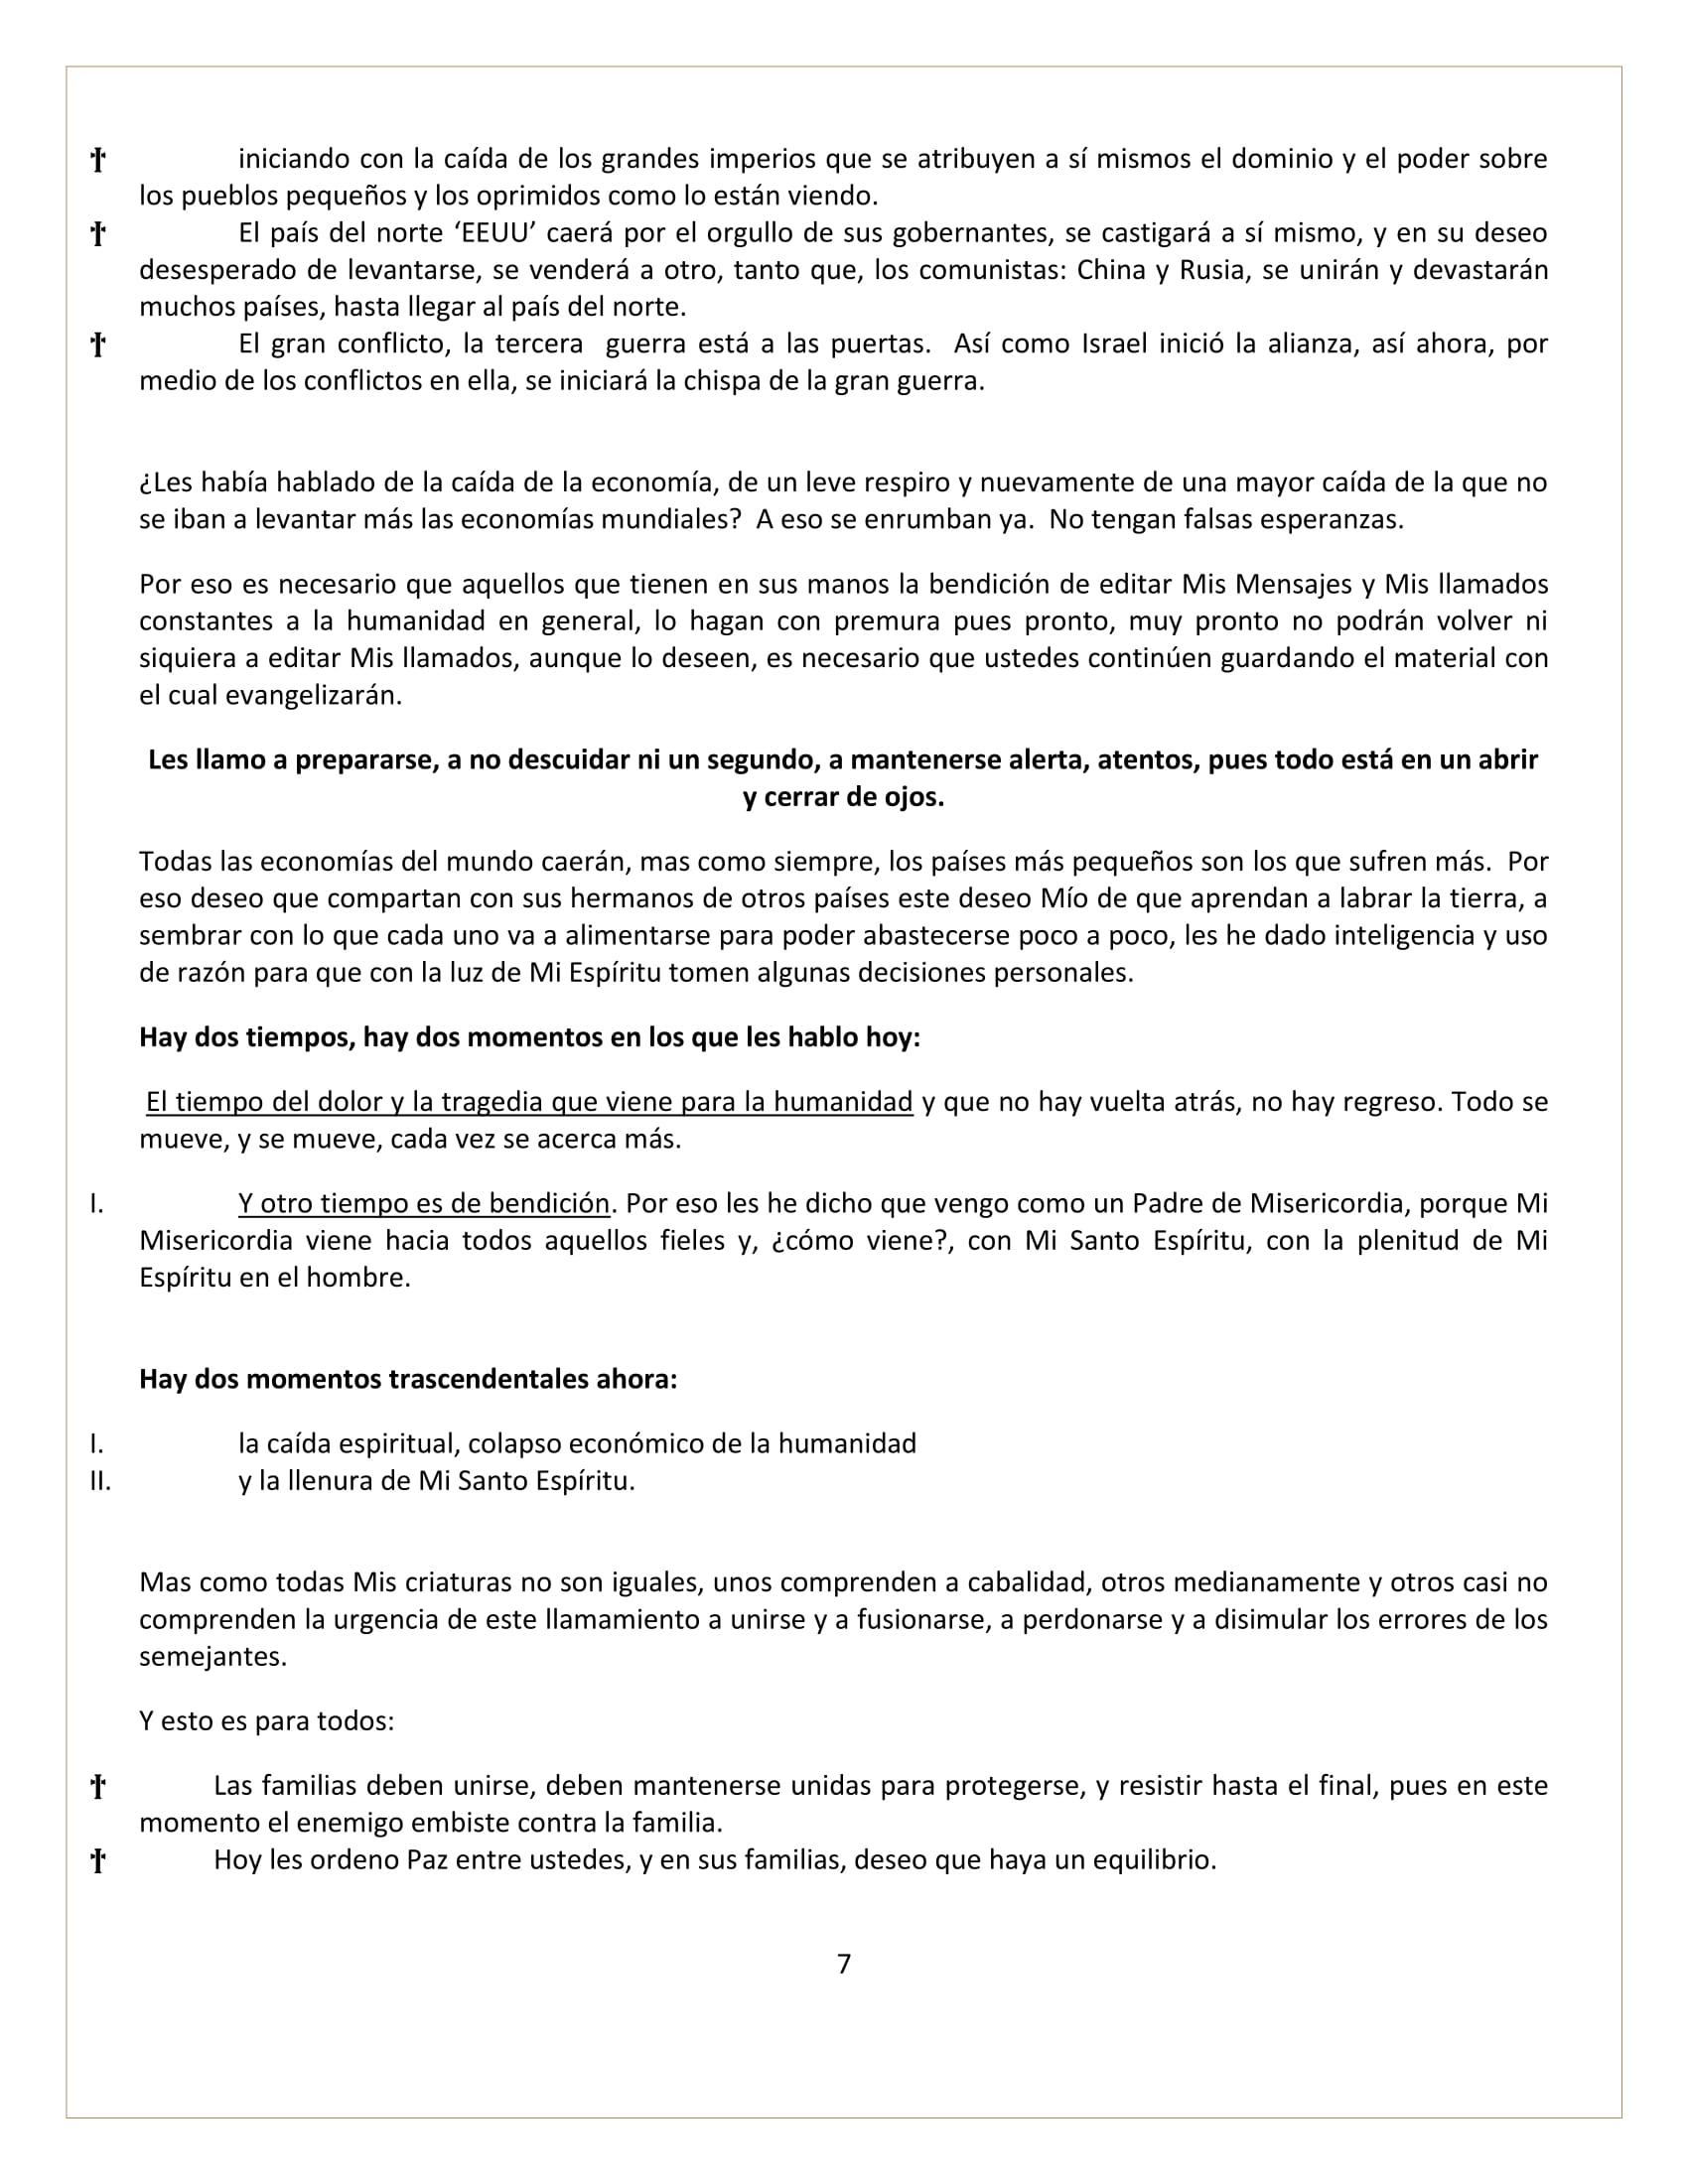 † iniciando con la caída de los grandes imperios que se atribuyen a sí mismos el dominio y el poder sobre
los pueblos pequeños y los oprimidos como lo están viendo.
† El país del norte ‘EEUU’ caerá por el orgullo de sus gobernantes, se castigará a sí mismo, y en su deseo
desesperado de levantarse, se venderá a otro, tanto que, los comunistas: China y Rusia, se unirán y devastarán
muchos países, hasta llegar al país del norte.
† El gran conflicto, la tercera  guerra está a las puertas.  Así como Israel inició la alianza, así ahora, por
medio de los conflictos en ella, se iniciará la chispa de la gran guerra.
¿Les había hablado de la caída de la economía, de un leve respiro y nuevamente de una mayor caída de la que no
se iban a levantar más las economías mundiales?  A eso se enrumban ya.  No tengan falsas esperanzas.
Por eso es necesario que aquellos que tienen en sus manos la bendición de editar Mis Mensajes y Mis llamados
constantes a la humanidad en general, lo hagan con premura pues pronto, muy pronto no podrán volver ni
siquiera a editar Mis llamados, aunque lo deseen, es necesario que ustedes continúen guardando el material con
el cual evangelizarán.
Les llamo a prepararse, a no descuidar ni un segundo, a mantenerse alerta, atentos, pues todo está en un abrir
y cerrar de ojos.
Todas las economías del mundo caerán, mas como siempre, los países más pequeños son los que sufren más.  Por
eso deseo que compartan con sus hermanos de otros países este deseo Mío de que aprendan a labrar la tierra, a
sembrar con lo que cada uno va a alimentarse para poder abastecerse poco a poco, les he dado inteligencia y uso
de razón para que con la luz de Mi Espíritu tomen algunas decisiones personales.
Hay dos tiempos, hay dos momentos en los que les hablo hoy:
El tiempo del dolor y la tragedia que viene para la humanidad y que no hay vuelta atrás, no hay regreso. Todo se
mueve, y se mueve, cada vez se acerca más.
I. Y otro tiempo es de bendición. Por eso les he dicho que vengo como un Padre de Misericordia, porque Mi
Misericordia viene hacia todos aquellos fieles y, ¿cómo viene?, con Mi Santo Espíritu, con la plenitud de Mi
Espíritu en el hombre.
Hay dos momentos trascendentales ahora:
I. la caída espiritual, colapso económico de la humanidad
II. y la llenura de Mi Santo Espíritu.
Mas como todas Mis criaturas no son iguales, unos comprenden a cabalidad, otros medianamente y otros casi no
comprenden la urgencia de este llamamiento a unirse y a fusionarse, a perdonarse y a disimular los errores de los
semejantes.
Y esto es para todos:
† Las familias deben unirse, deben mantenerse unidas para protegerse, y resistir hasta el final, pues en este
momento el enemigo embiste contra la familia.
† Hoy les ordeno Paz entre ustedes, y en sus familias, deseo que haya un equilibrio.
7